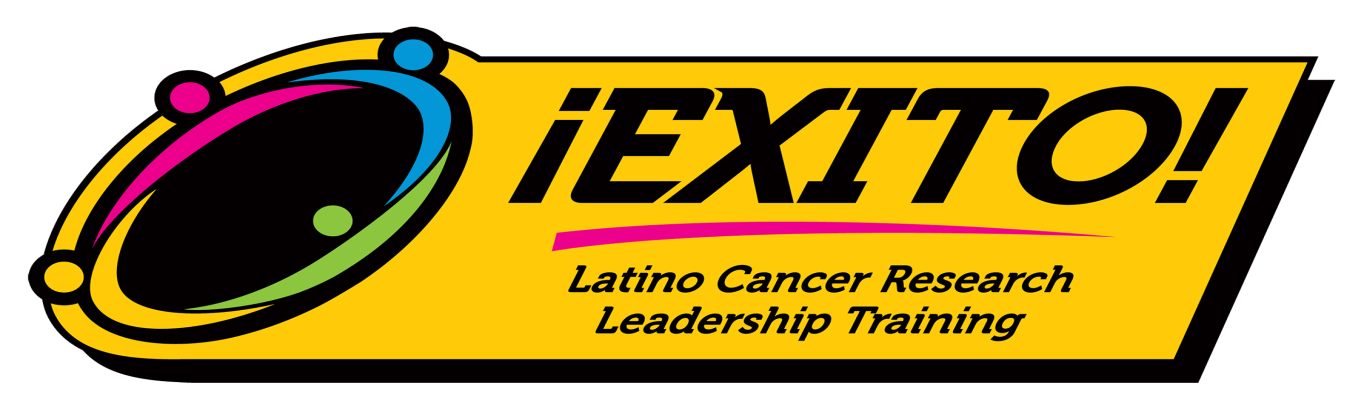 ¡EXITO!
Latino Cancer Research
Leadership Training